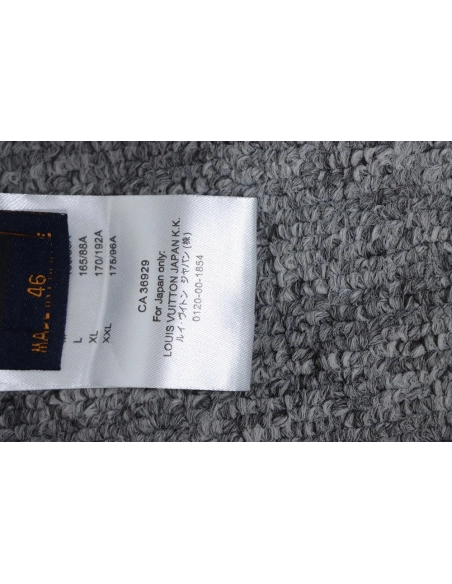 46
L 165/88A
XL 170/192A
XXL 175/96A
CA 36929
For Japan only:
LOUIS VUITTON JAPAN K.K.
ルイ・ヴィトン ジャパン(株)
0120-00-1854